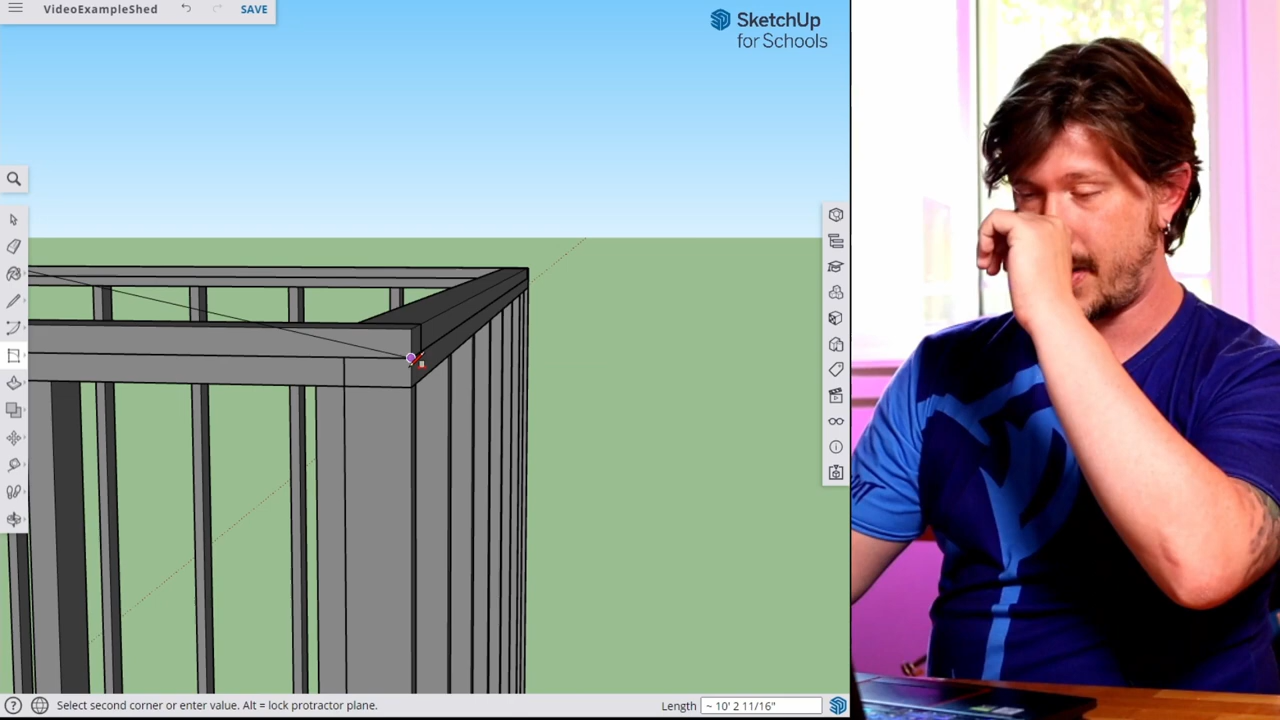 VideoExampleShed
SAVE
SketchUp
for Schools
Select second corner or enter value. Alt = lock protractor plane.
Length
~ 10' 2 11/16"